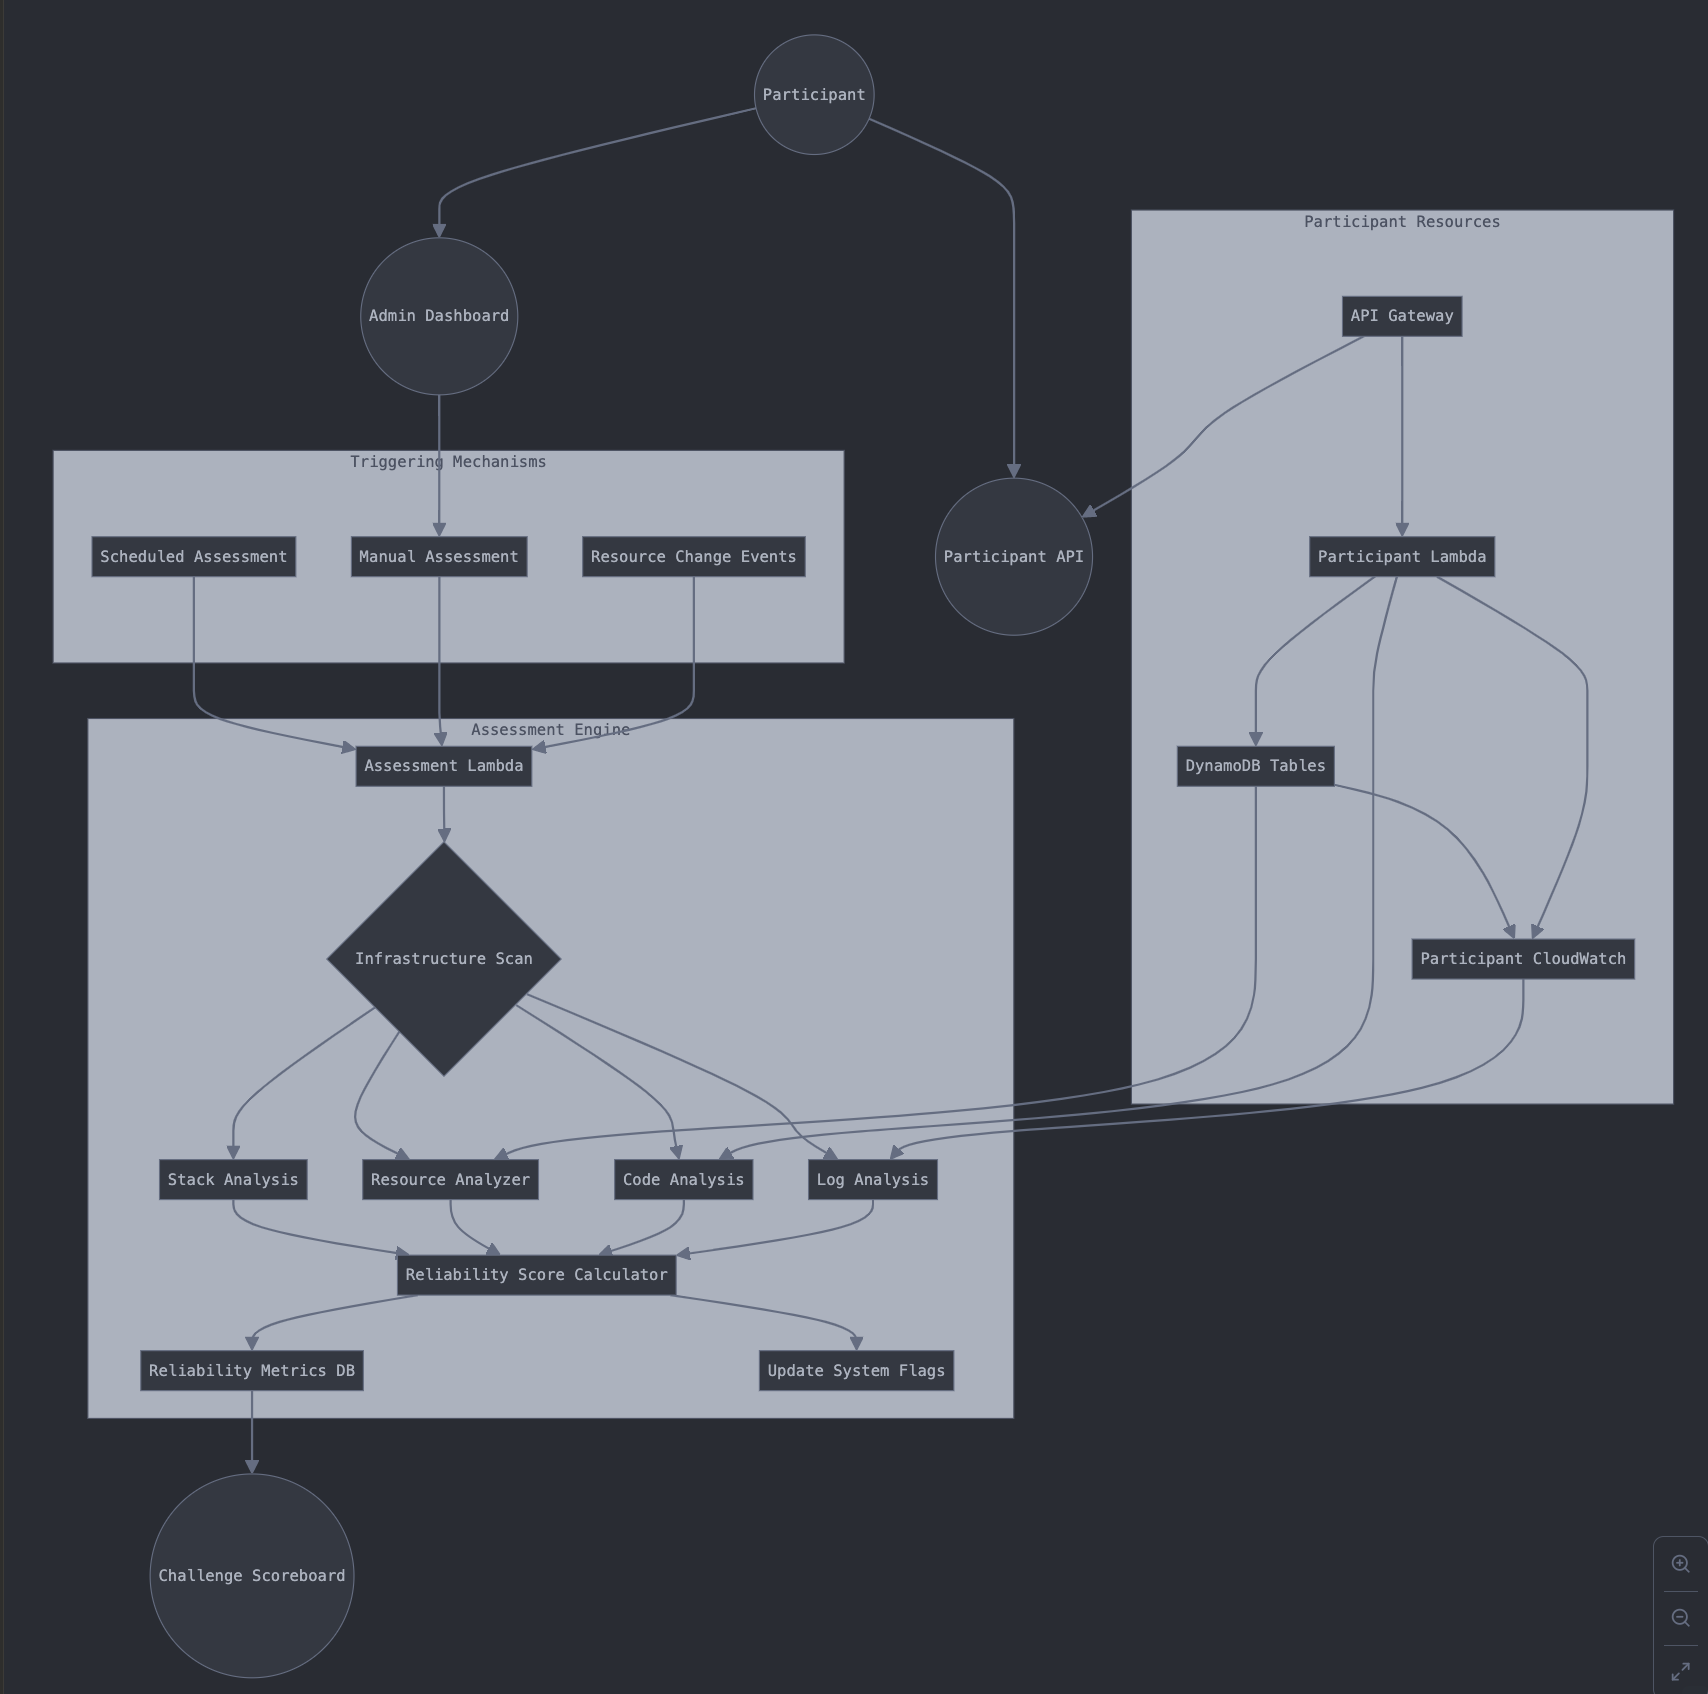 Participant
Participant Resources
Admin Dashboard
API Gateway
Triggering Mechanisms
Scheduled Assessment
Manual Assessment
Resource Change Events
Participant API
Participant Lambda
Assessment Engine
Assessment Lambda
DynamoDB Tables
Infrastructure Scan
Participant CloudWatch
Stack Analysis
Resource Analyzer
Code Analysis
Log Analysis
Reliability Score Calculator
Reliability Metrics DB
Update System Flags
Challenge Scoreboard